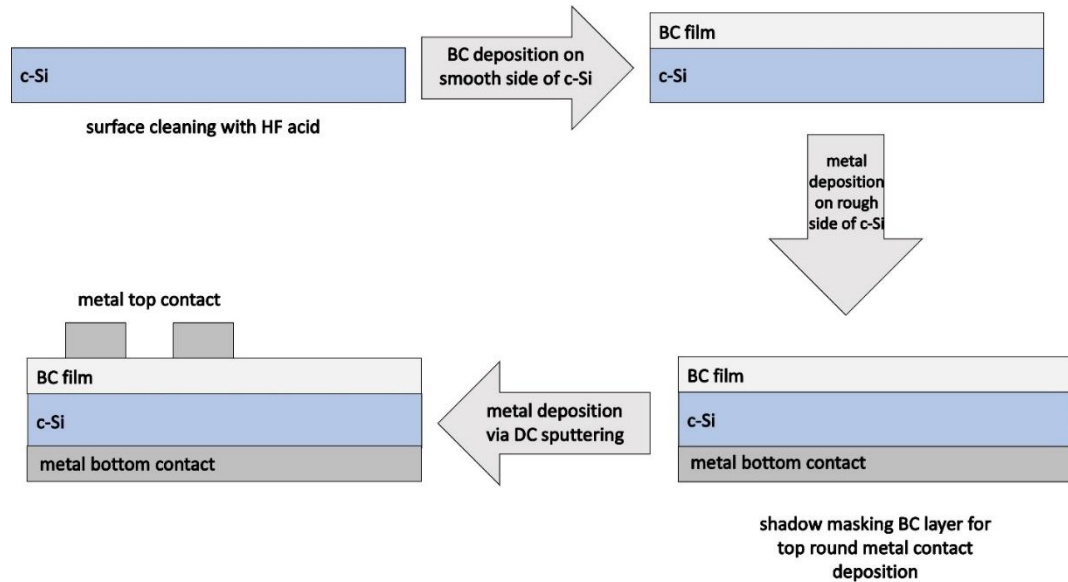 c-Si
surface cleaning with HF acid
BC deposition on
smooth side of c-Si
BC film
c-Si
metal
deposition
on rough
side of c-Si
BC film
c-Si
metal bottom contact
shadow masking BC layer for
top round metal contact
deposition
metal deposition
via DC sputtering
metal top contact
BC film
c-Si
metal bottom contact